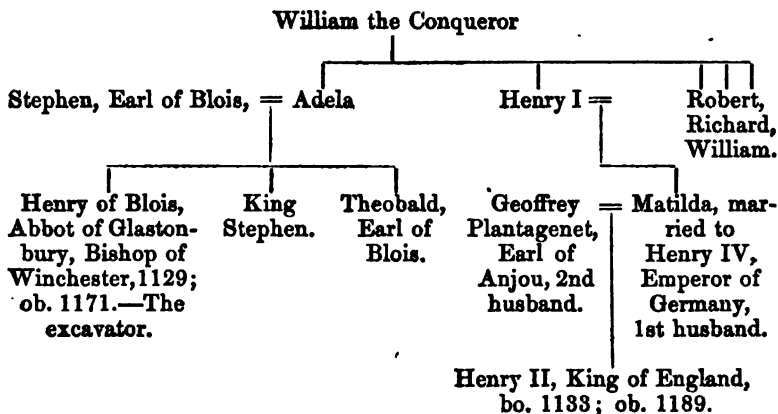 William the Conqueror
Stephen, Earl of Blois, = Adela
Henry I =
Robert,
Richard,
William.
Henry of Blois,
Abbot of Glaston-
bury, Bishop of
Winchester, 1129;
ob. 1171.—The
excavator.
King
Stephen.
Theobald,
Earl of
Blois.
Geoffrey =
Plantagenet,
Earl of
Anjou, 2nd
husband.
Matilda, mar-
ried to
Henry IV,
Emperor of
Germany,
1st husband.
Henry II, King of England,
bo. 1133; ob. 1189.